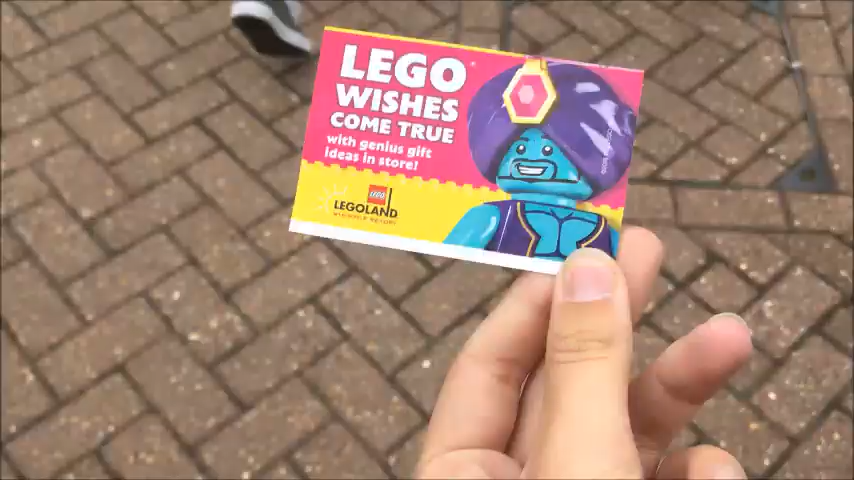 LEGO
WISHES
COME TRUE
with genius gift
ideas in store!
LEGO
LEGOLAND